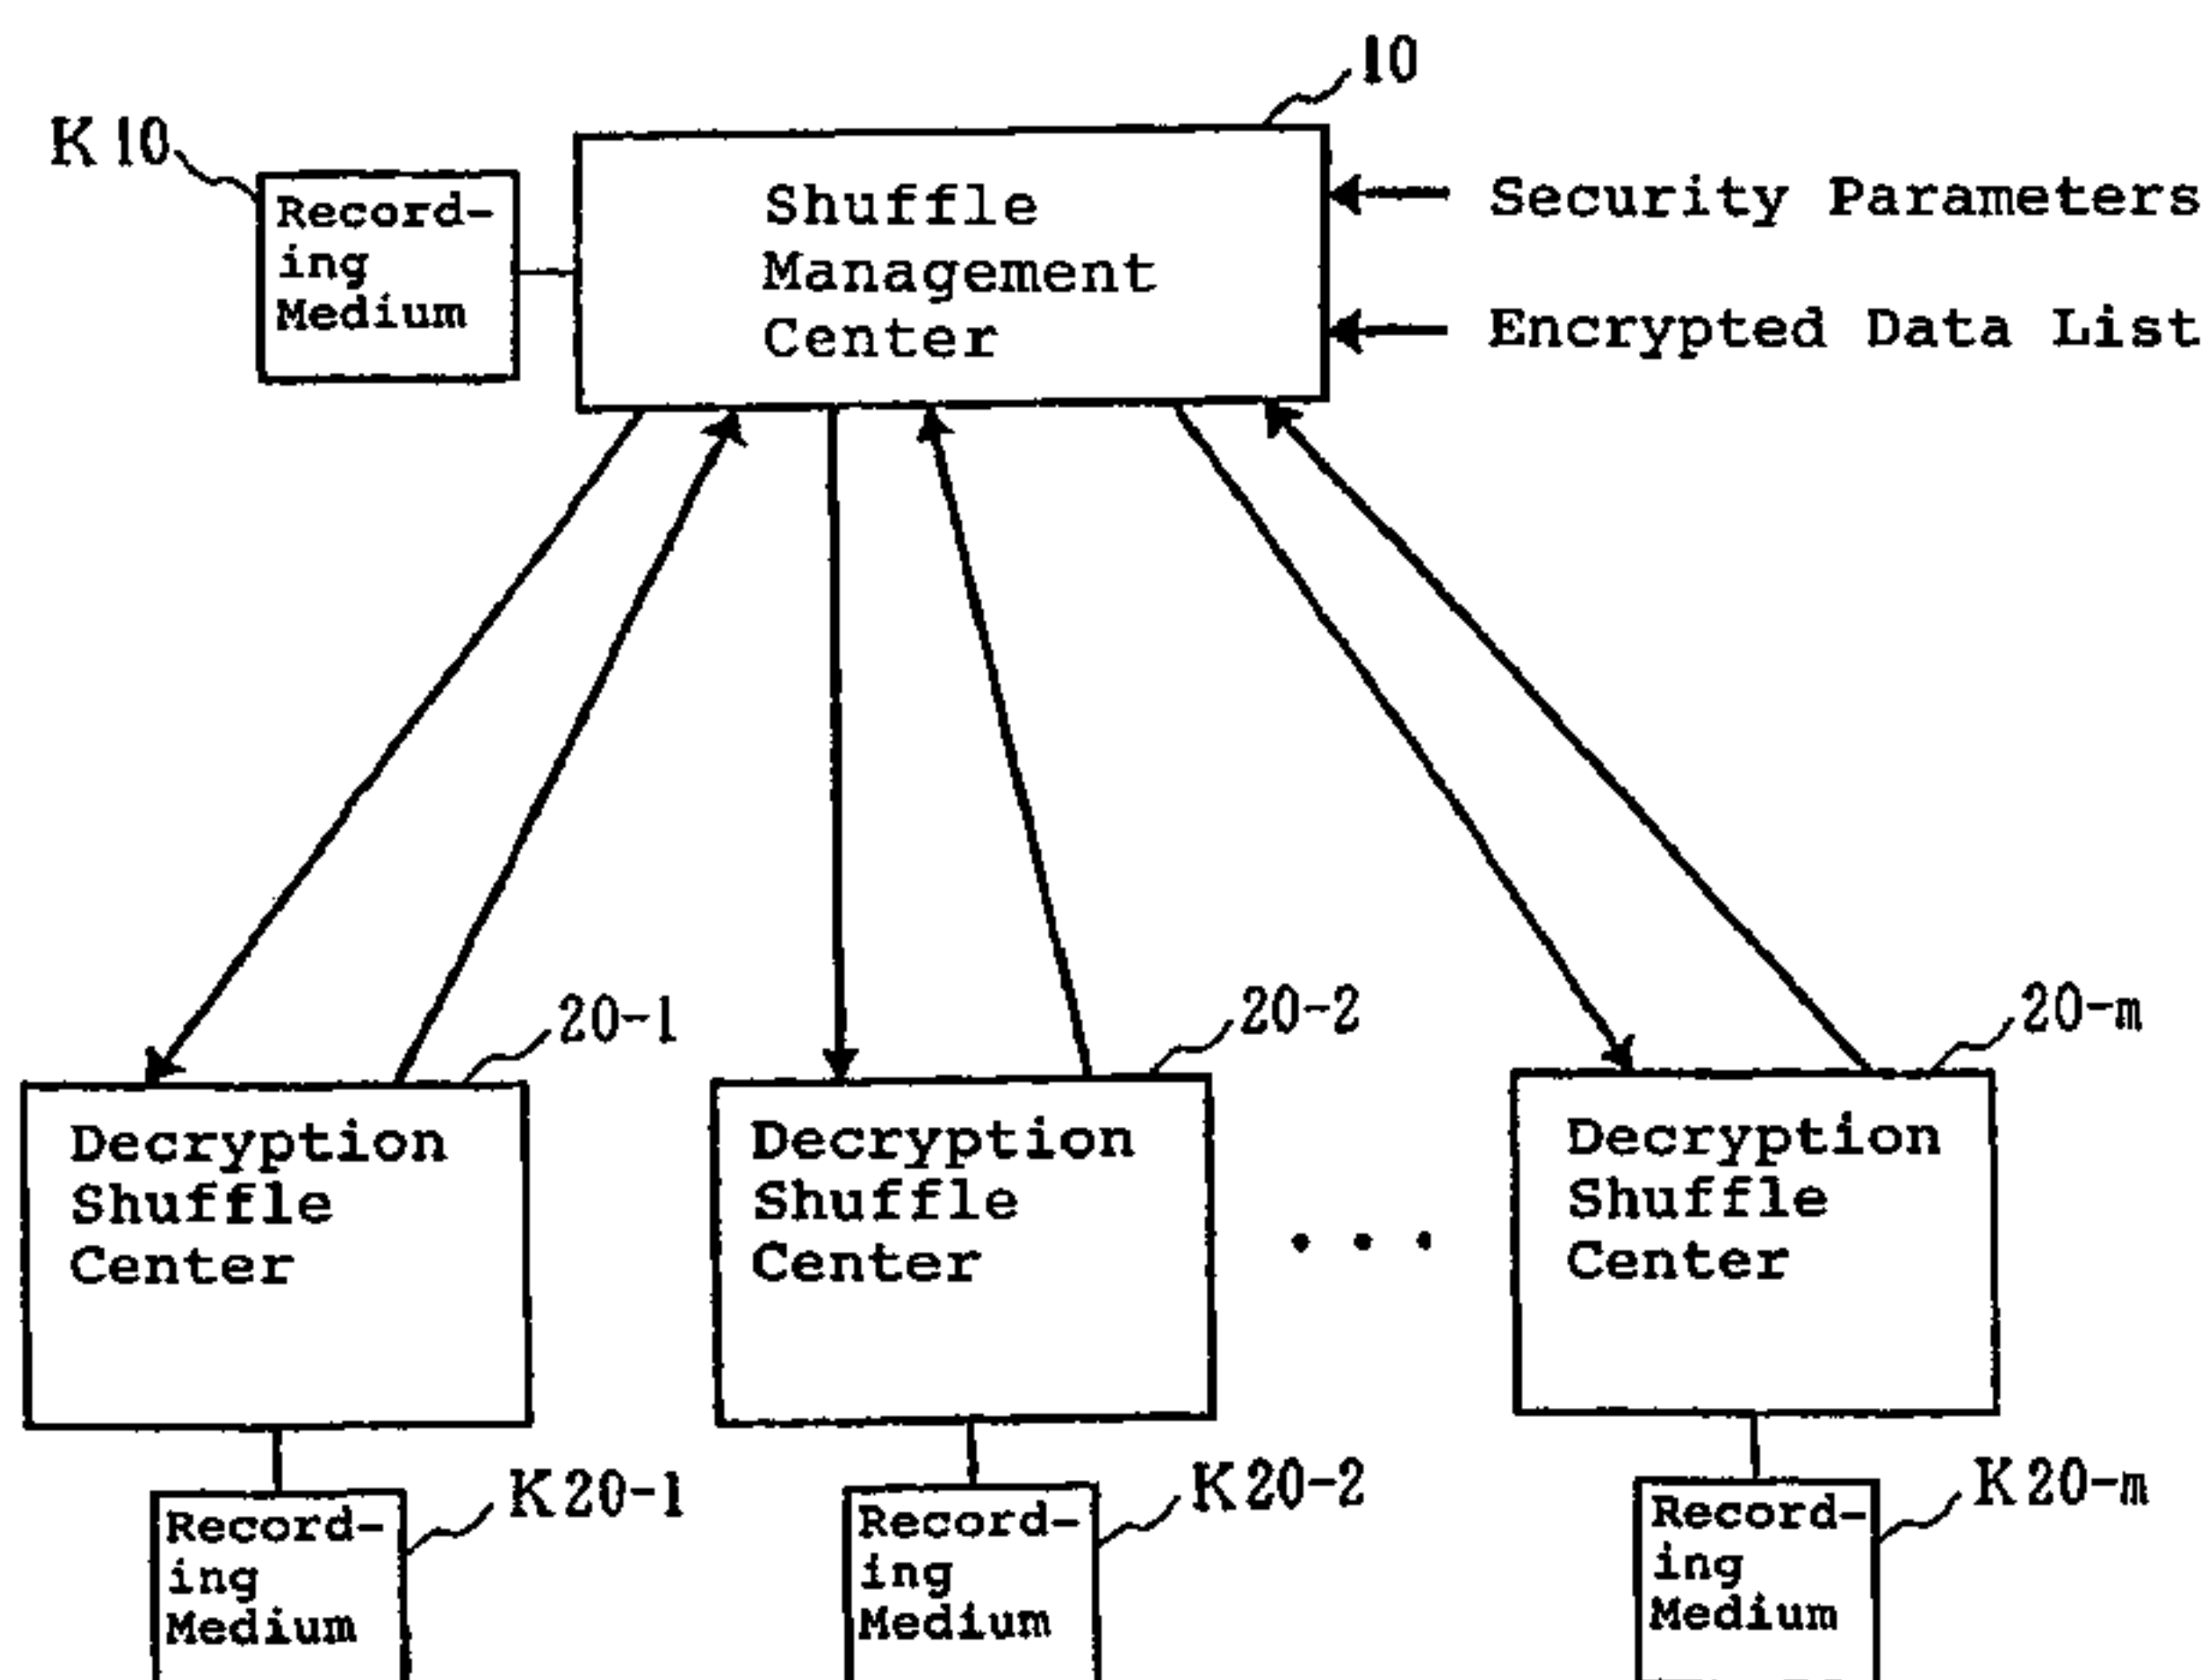 10
K10
Record-
ing
Medium
Shuffle
Management
Center
Security Parameters
Encrypted Data List
20-1
20-2
20-m
Decryption
Shuffle
Center
Decryption
Shuffle
Center
• • •
Decryption
Shuffle
Center
K20-1
K20-2
K20-m
Record-
ing
Medium
Record-
ing
Medium
Record-
ing
Medium